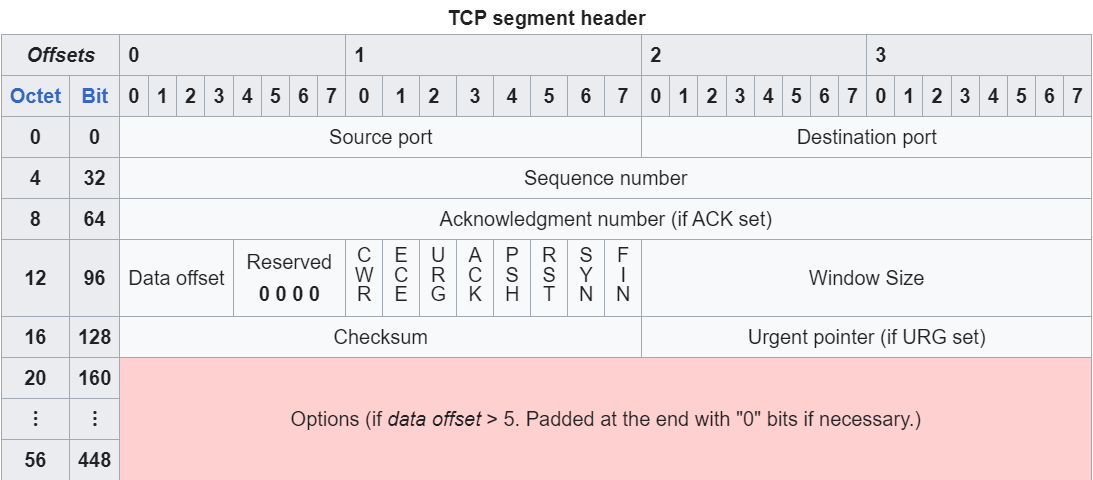 TCP segment header
Offsets 0 1 2 3
Octet Bit 0 1 2 3 4 5 6 7 0 1 2 3 4 5 6 7 0 1 2 3 4 5 6 7 0 1 2 3 4 5 6 7
0 0 Source port Destination port
4 32 Sequence number
8 64 Acknowledgment number (if ACK set)
12 96 Data offset Reserved 0 0 0 0 CWR ECE URG ACK PSH RST SYN FIN Window Size
16 128 Checksum Urgent pointer (if URG set)
20 160
⋮ ⋮ Options (if data offset > 5. Padded at the end with "0" bits if necessary.)
56 448